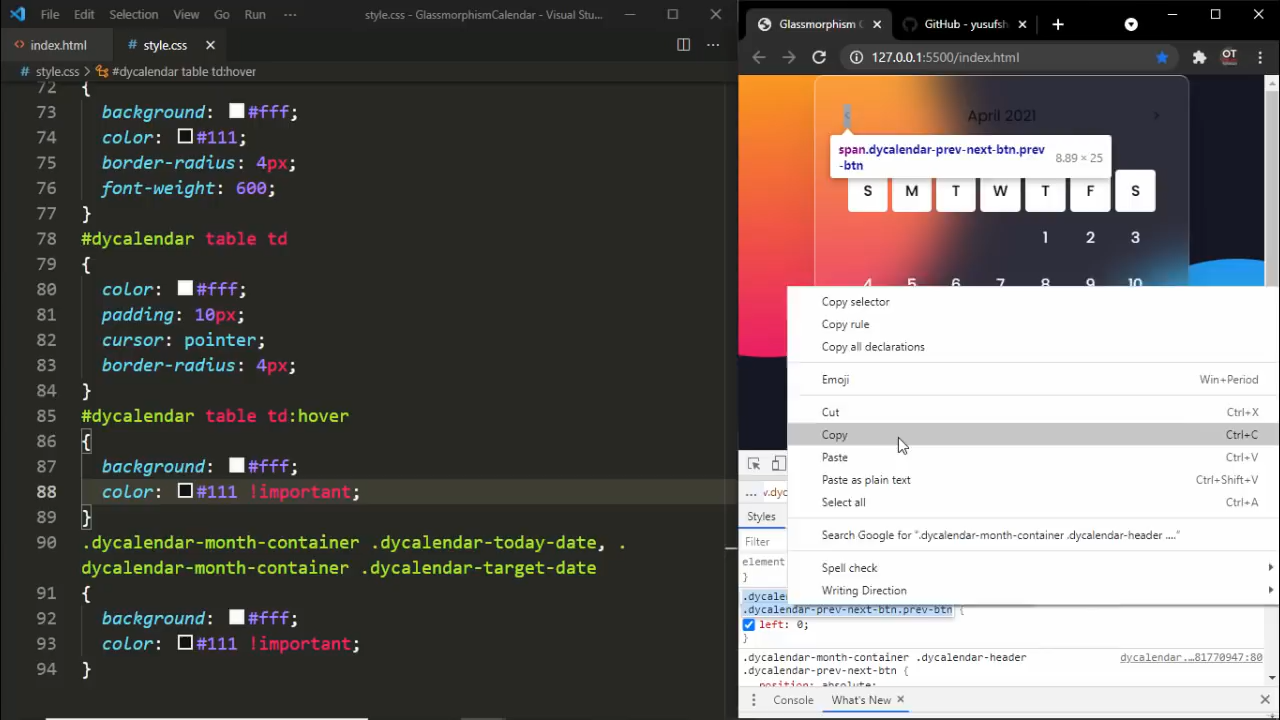 File Edit Selection View Go Run ··· style.css - GlassmorphismCalendar - Visual Stu...
index.html style.css
# style.css > #dycalendar table td:hover
72 {
73 background: #fff;
74 color: #111;
75 border-radius: 4px;
76 font-weight: 600;
77 }
78 #dycalendar table td
79 {
80 color: #fff;
81 padding: 10px;
82 cursor: pointer;
83 border-radius: 4px;
84 }
85 #dycalendar table td:hover
86 {
87 background: #fff;
88 color: #111 !important;
89 }
90 .dycalendar-month-container .dycalendar-today-date, .
dycalendar-month-container .dycalendar-target-date
91 {
92 background: #fff;
93 color: #111 !important;
94 }
Glassmorphism C GitHub - yusufsh
127.0.0.1:5500/index.html
OT
< April 2021 >
span.dycalendar-prev-next-btn.prev
-btn
8.89 × 25
S M T W T F S
1 2 3
4 5 6 7 8 9 10
Copy selector
Copy rule
Copy all declarations
Emoji Win+Period
Cut Ctrl+X
Copy Ctrl+C
Paste Ctrl+V
Paste as plain text Ctrl+Shift+V
Select all Ctrl+A
Search Google for ".dycalendar-month-container .dycalendar-header ...."
Spell check
Writing Direction
... v.dyc
Styles
Filter
element
}
.dycale
.dycalendar-prev-next-btn.prev-btn {
left: 0;
}
.dycalendar-month-container .dycalendar-header dycalendar.…81770947:80
.dycalendar-prev-next-btn {
position: absolute;
Console What's New